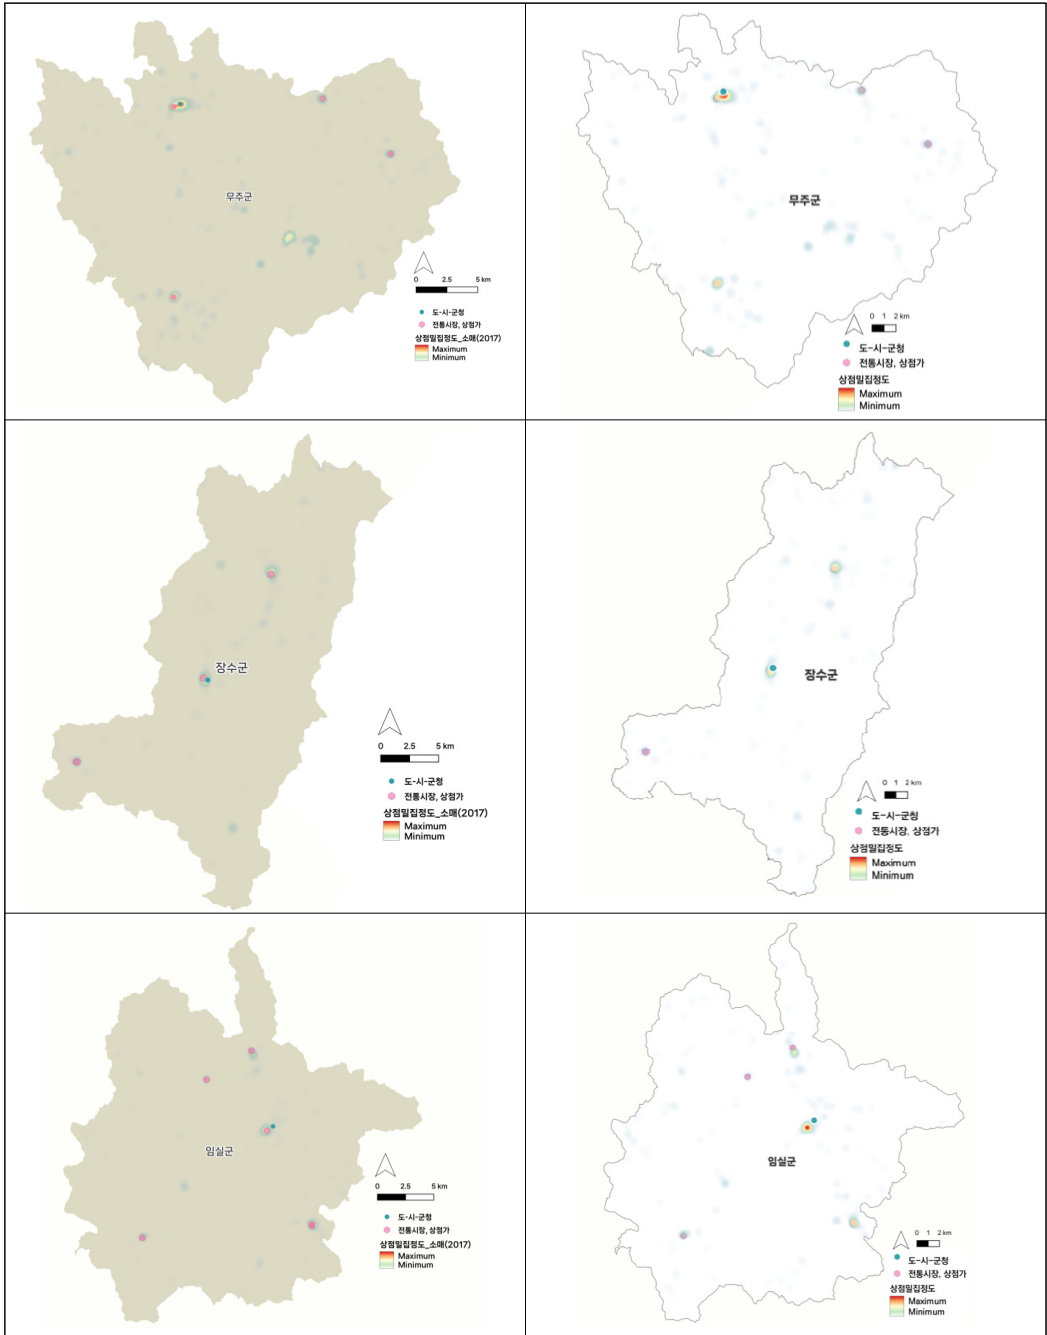 무주군
0 2.5 5 km
도-시-군청
전통시장, 상점가
상점밀집정도_소매(2017)
Maximum
Minimum
무주군
0 1 2 km
도-시-군청
전통시장, 상점가
상점밀집정도
Maximum
Minimum
장수군
0 2.5 5 km
도-시-군청
전통시장, 상점가
상점밀집정도_소매(2017)
Maximum
Minimum
장수군
0 1 2 km
도-시-군청
전통시장, 상점가
상점밀집정도
Maximum
Minimum
임실군
0 2.5 5 km
도-시-군청
전통시장, 상점가
상점밀집정도_소매(2017)
Maximum
Minimum
임실군
0 1 2 km
도-시-군청
전통시장, 상점가
상점밀집정도
Maximum
Minimum